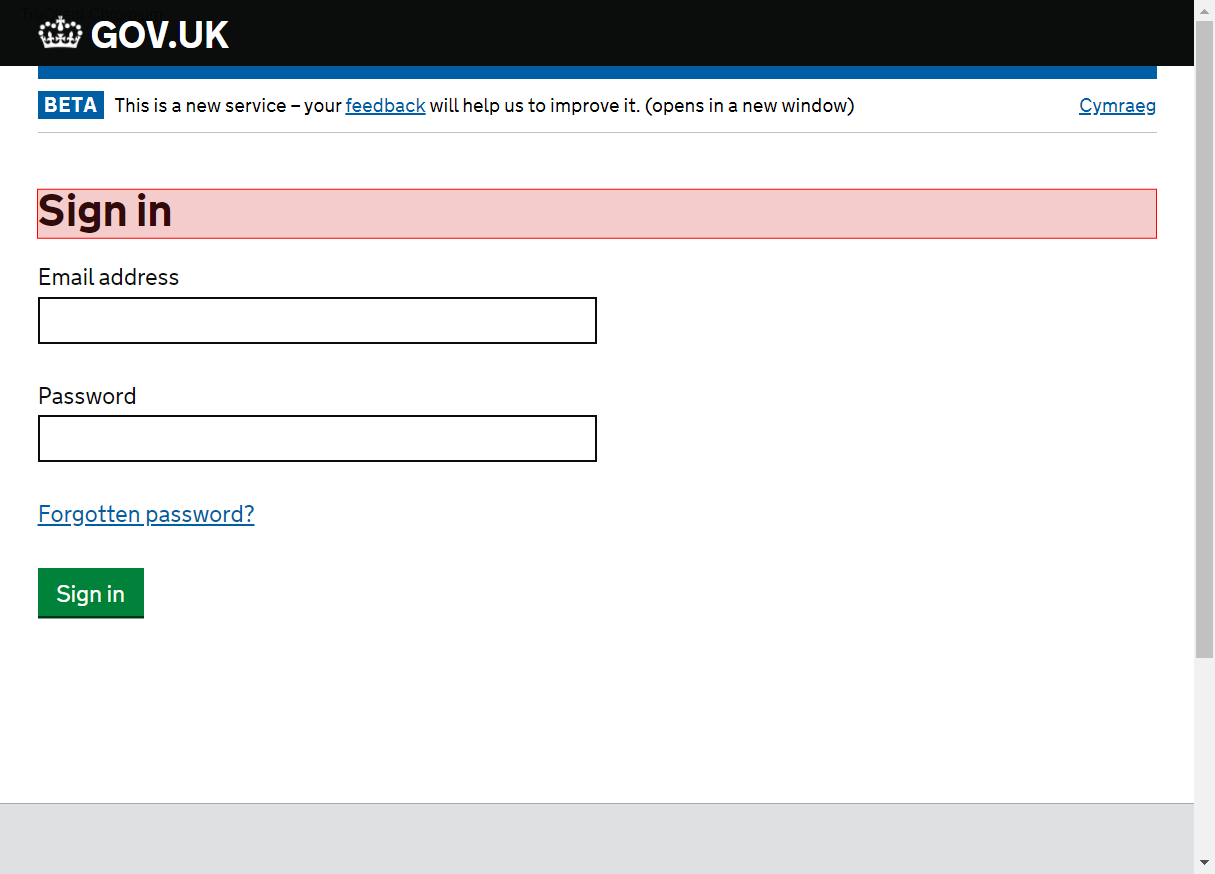 GOV.UK
BETA This is a new service – your feedback will help us to improve it. (opens in a new window) Cymraeg
Sign in
Email address
Password
Forgotten password?
Sign in